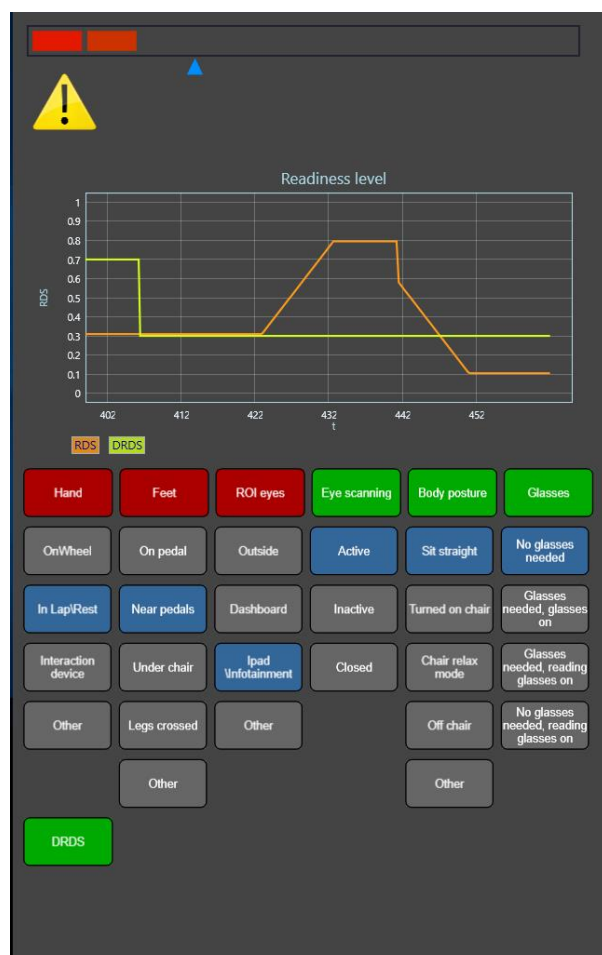 Readiness level
1
0.9
0.8
0.7
0.6
0.5
0.4
0.3
0.2
0.1
0
RDS
402 412 422 432 442 452
t
RDS DRDS
Hand Feet ROI eyes Eye scanning Body posture Glasses
OnWheel On pedal Outside Active Sit straight No glasses
needed
In Lap\Rest Near pedals Dashboard Inactive Turned on chair Glasses
needed, glasses
on
Interaction
device
Under chair
Ipad
\Infotainment
Closed
Chair relax
mode
Glasses
needed, reading
glasses on
Other Legs crossed Other Off chair No glasses
needed, reading
glasses on
Other Other
DRDS